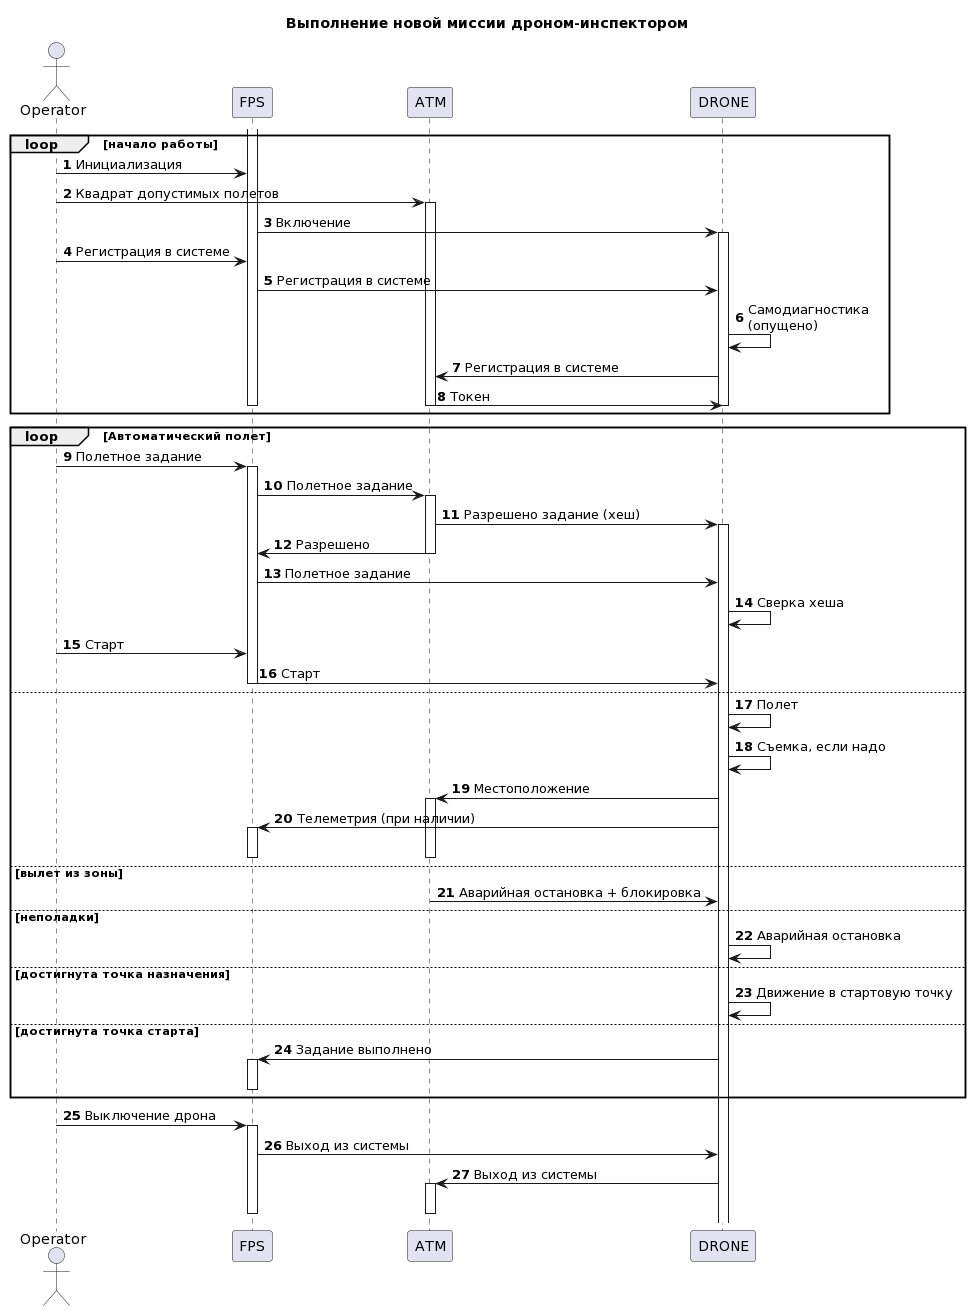 Выполнение новой миссии дроном-инспектором
Operator
FPS
ATM
DRONE
loop [начало работы]
1 Инициализация
2 Квадрат допустимых полетов
3 Включение
4 Регистрация в системе
5 Регистрация в системе
6 Самодиагностика
(опущено)
7 Регистрация в системе
8 Токен
loop [Автоматический полет]
9 Полетное задание
10 Полетное задание
11 Разрешено задание (хеш)
12 Разрешено
13 Полетное задание
14 Сверка хеша
15 Старт
16 Старт
17 Полет
18 Съемка, если надо
19 Местоположение
20 Телеметрия (при наличии)
[вылет из зоны]
21 Аварийная остановка + блокировка
[неполадки]
22 Аварийная остановка
[достигнута точка назначения]
23 Движение в стартовую точку
[достигнута точка старта]
24 Задание выполнено
25 Выключение дрона
26 Выход из системы
27 Выход из системы
Operator
FPS
ATM
DRONE